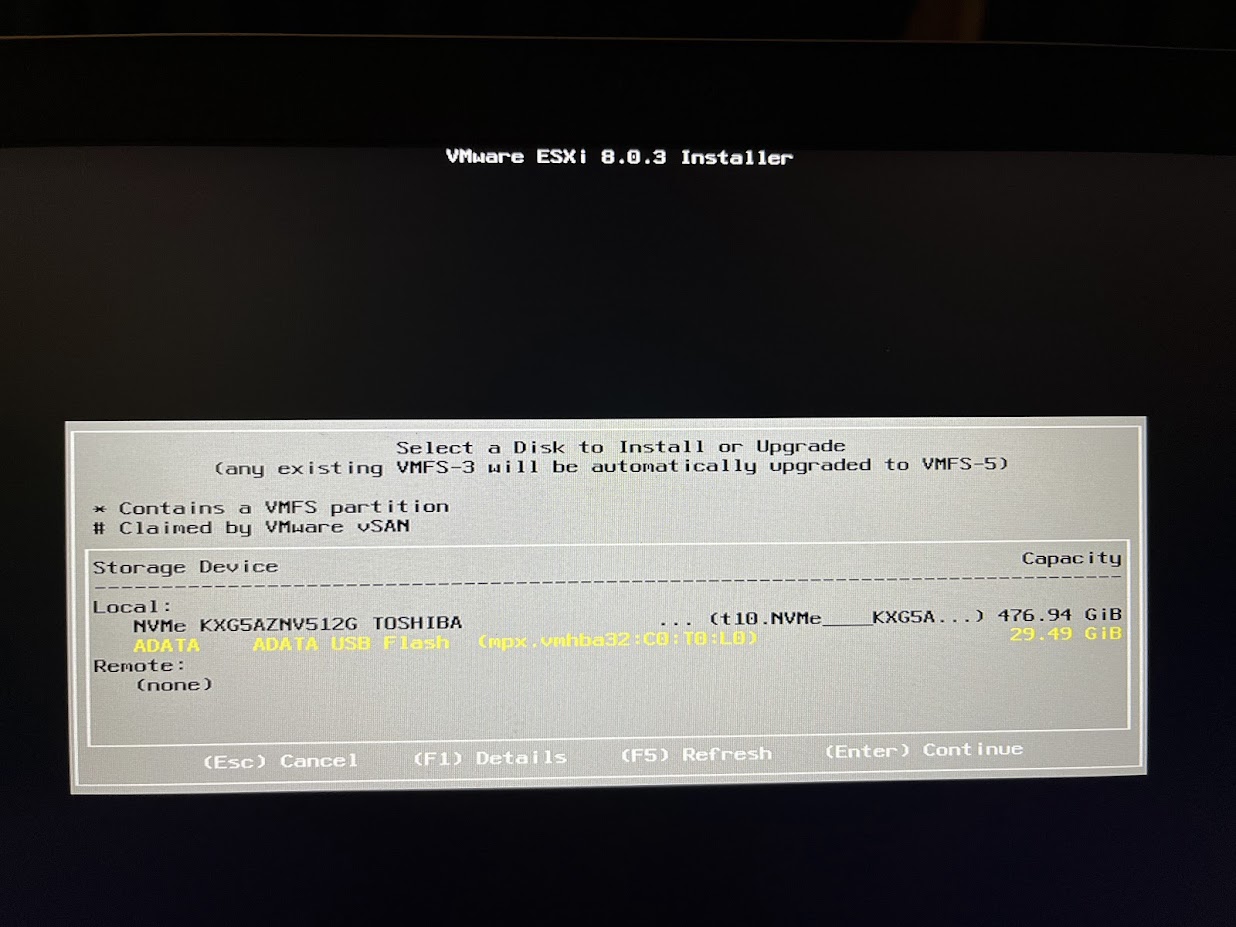 VMware ESXi 8.0.3 Installer
Select a Disk to Install or Upgrade
(any existing VMFS-3 will be automatically upgraded to VMFS-5)
* Contains a VMFS partition
# Claimed by VMware vSAN
Storage Device Capacity
--------------------------------------------------------------------------------
Local:
NVMe KXG5AZNV512G TOSHIBA ... (t10.NVMe____KXG5A...) 476.94 GiB
ADATA ADATA USB Flash (mpx.vmhba32:C0:T0:L0) 29.49 GiB
Remote:
(none)
(Esc) Cancel (F1) Details (F5) Refresh (Enter) Continue